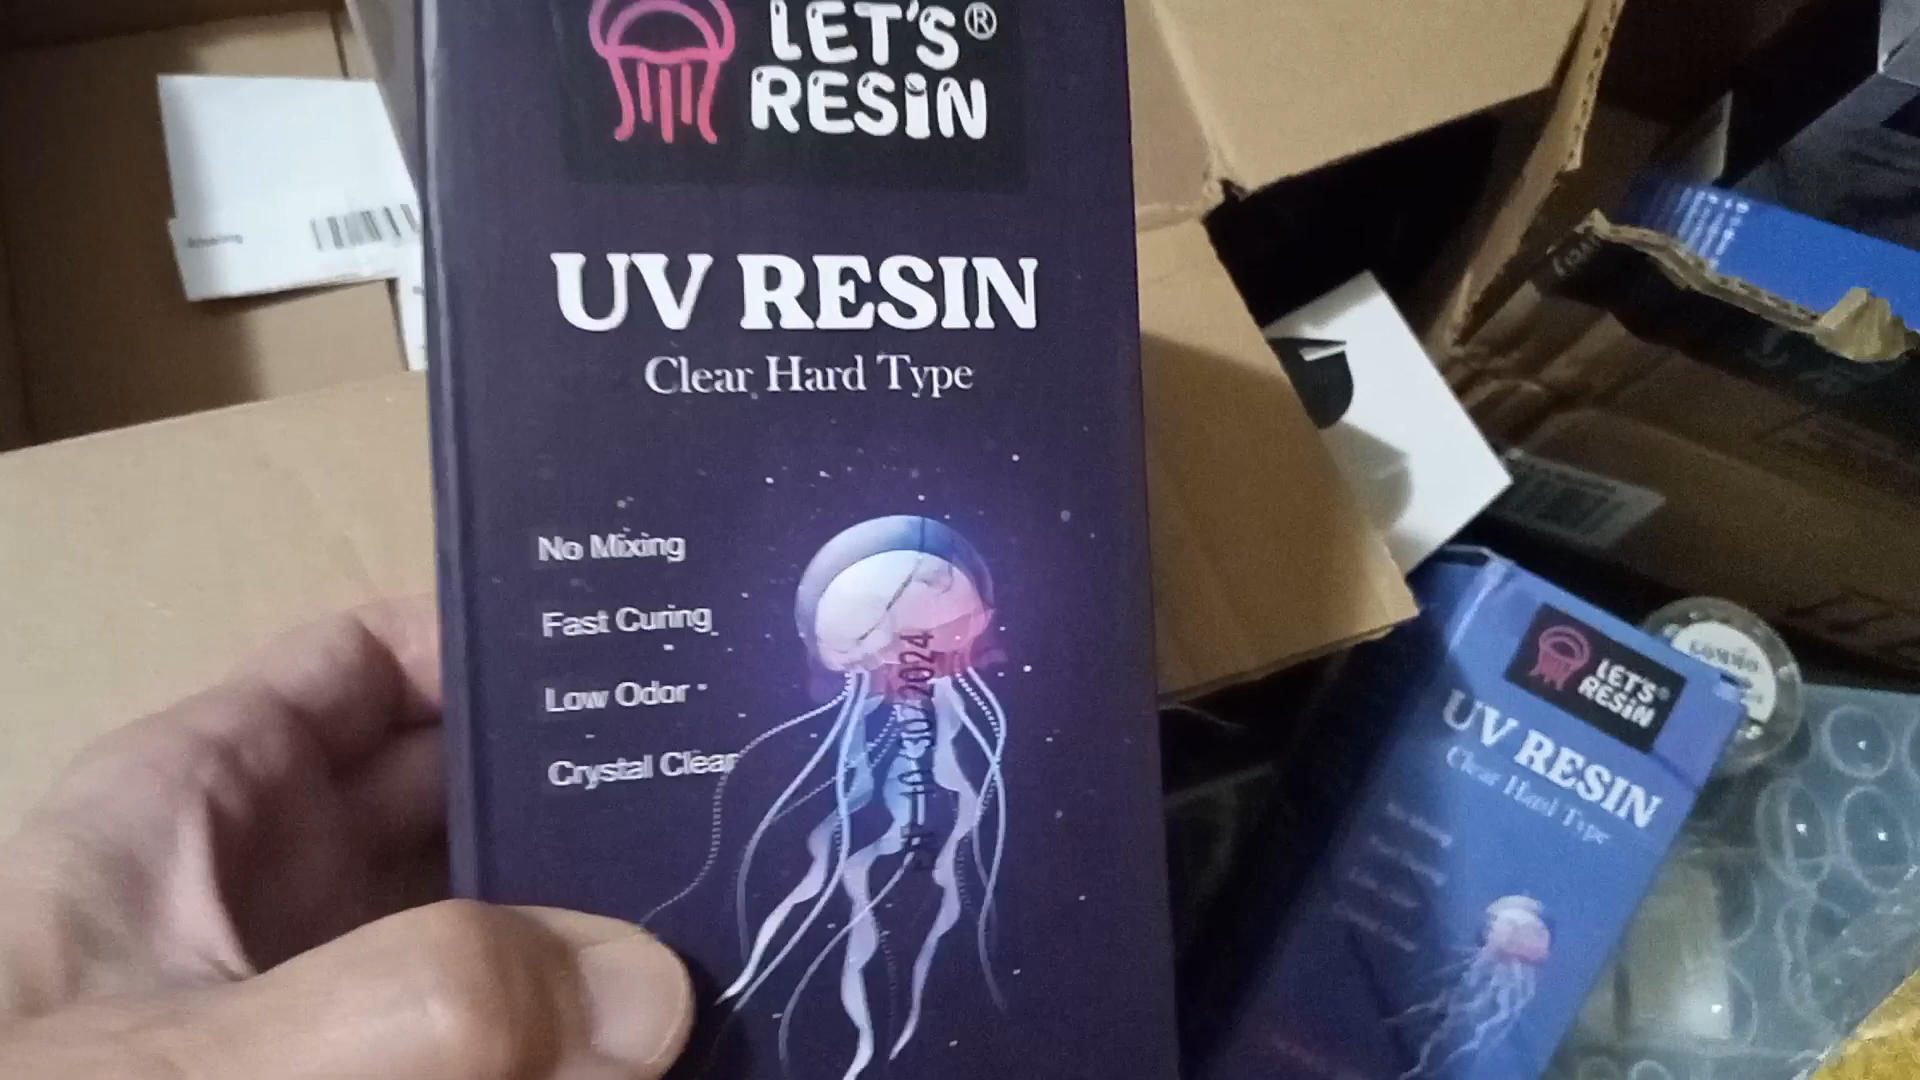 LET'S®
RESIN
UV RESIN
Clear Hard Type
No Mixing
Fast Curing
Low Odor
Crystal Clear
LET'S®
RESIN
UV RESIN
Clear Hard Type